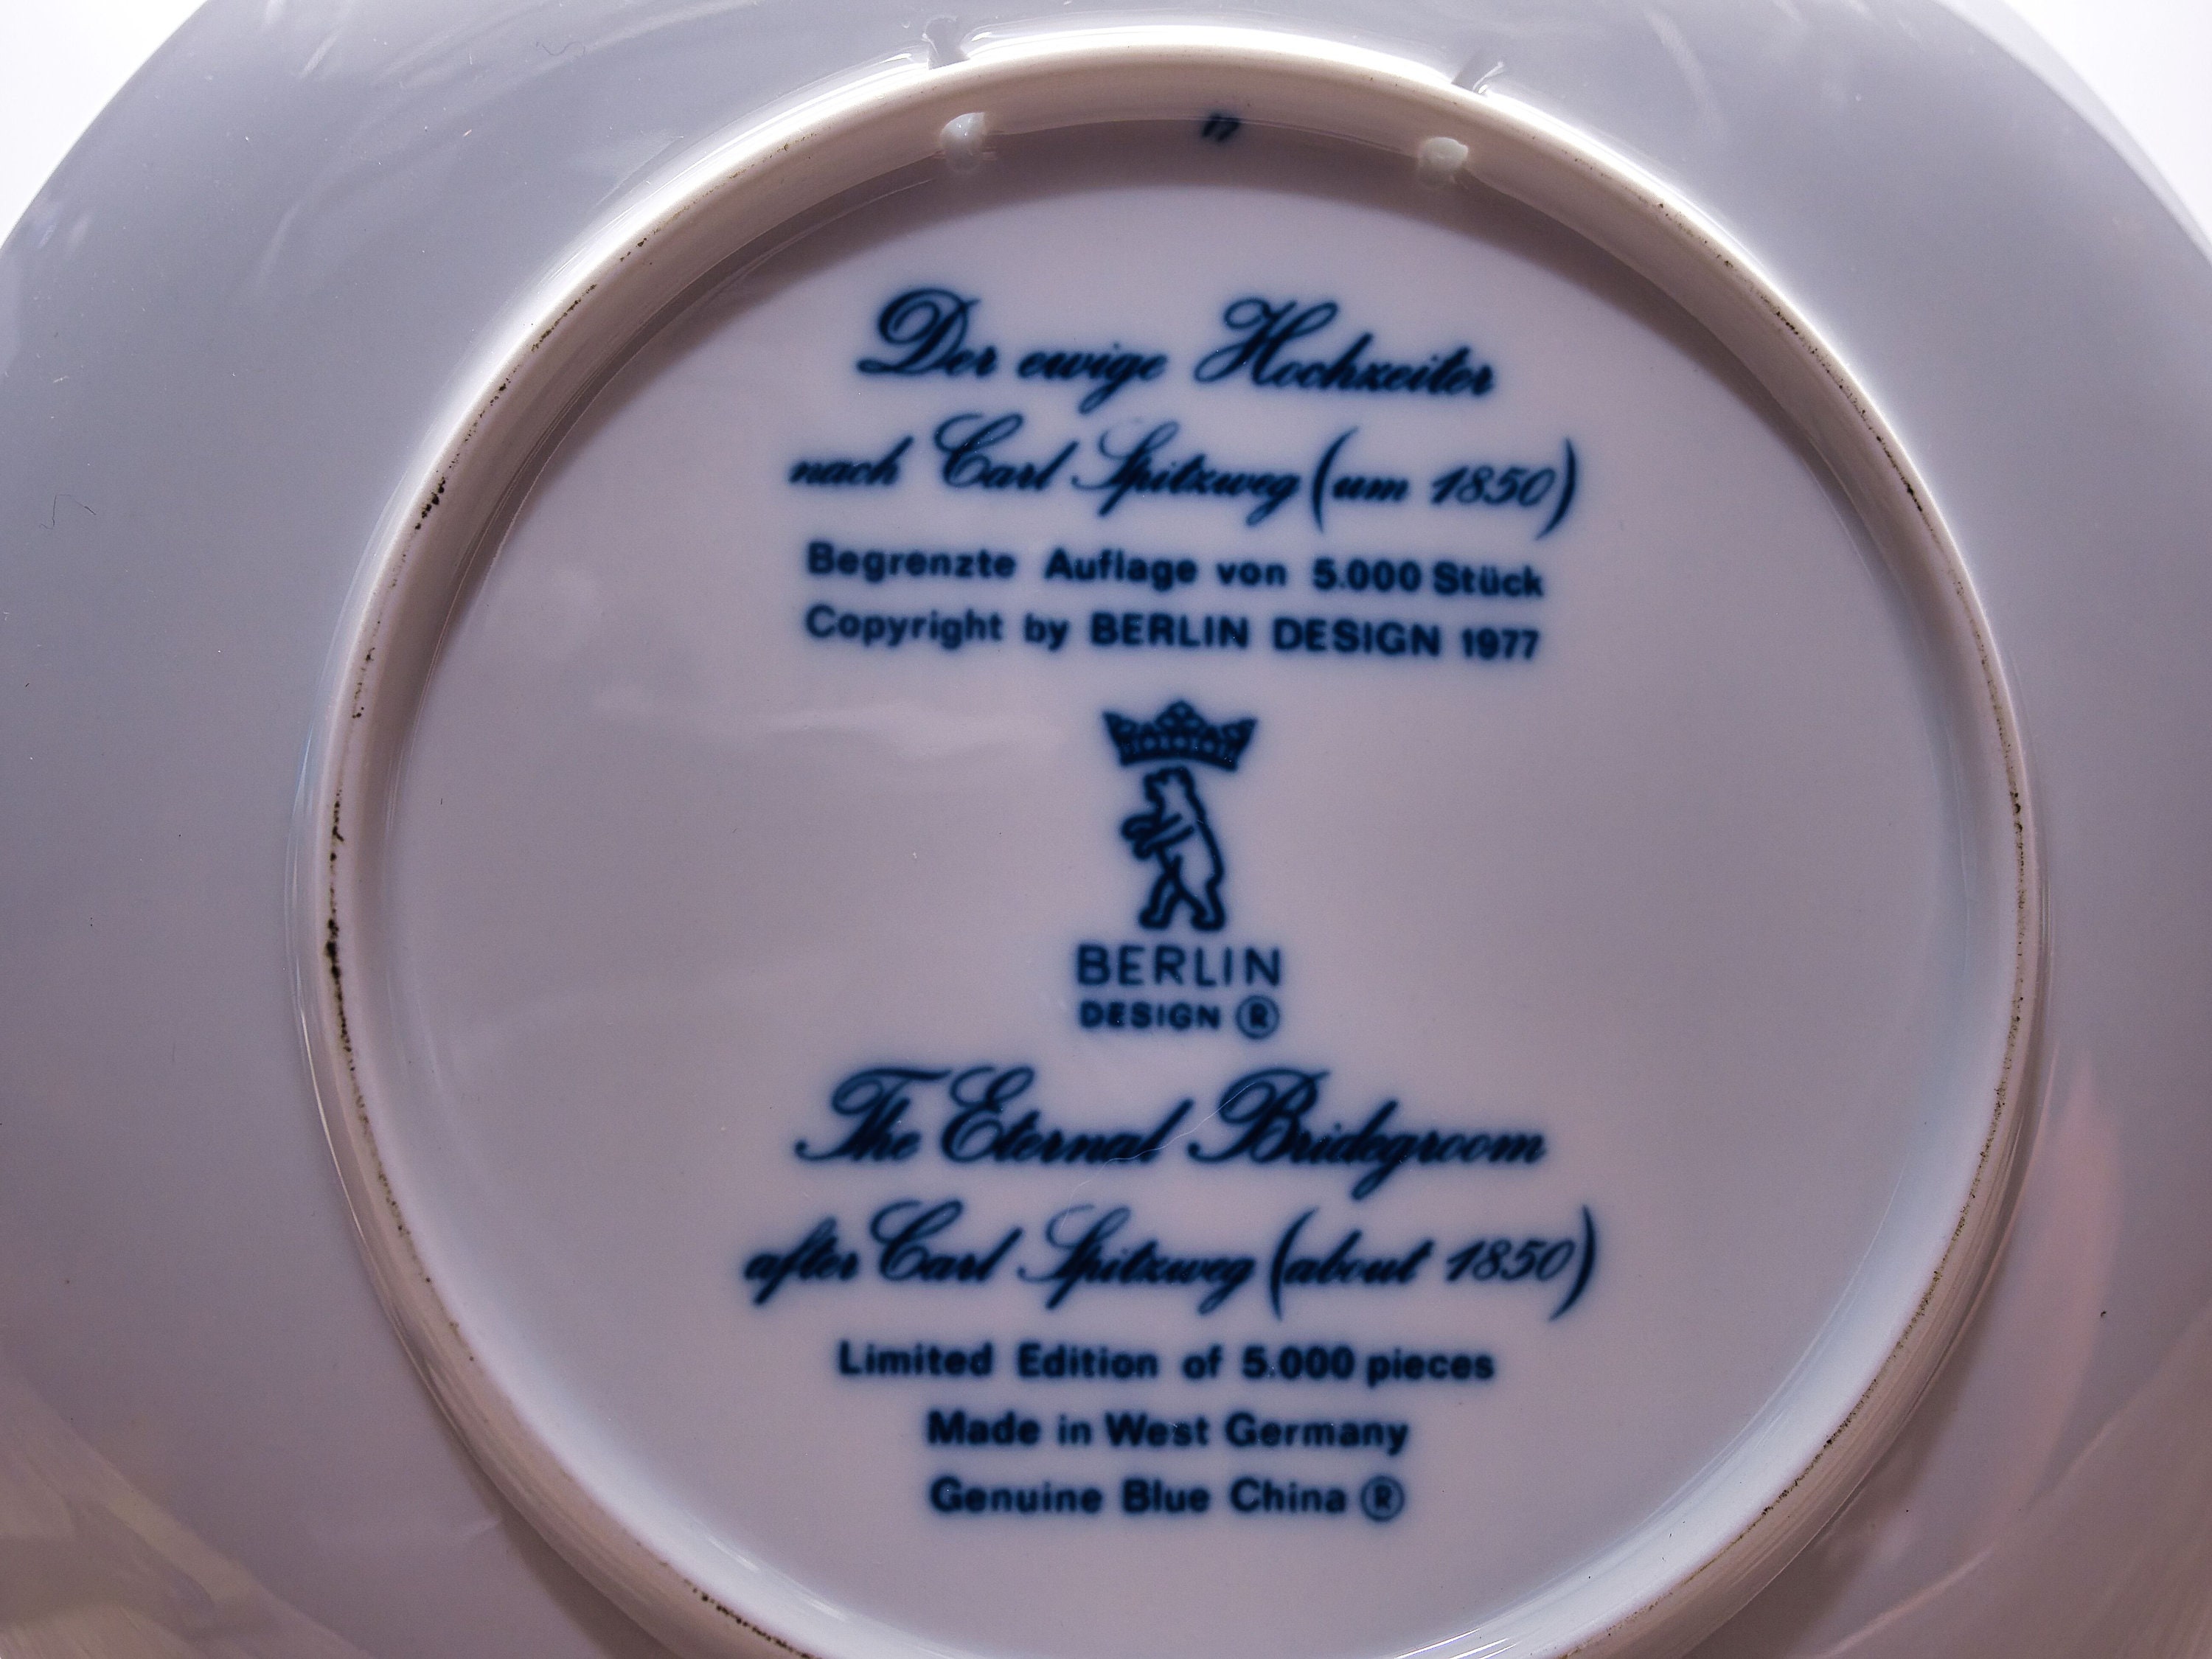 17
Der ewige Hochzeiter
nach Carl Spitzweg (um 1850)
Begrenzte Auflage von 5.000 Stück
Copyright by BERLIN DESIGN 1977
BERLIN
DESIGN ®
The Eternal Bridegroom
after Carl Spitzweg (about 1850)
Limited Edition of 5.000 pieces
Made in West Germany
Genuine Blue China ®